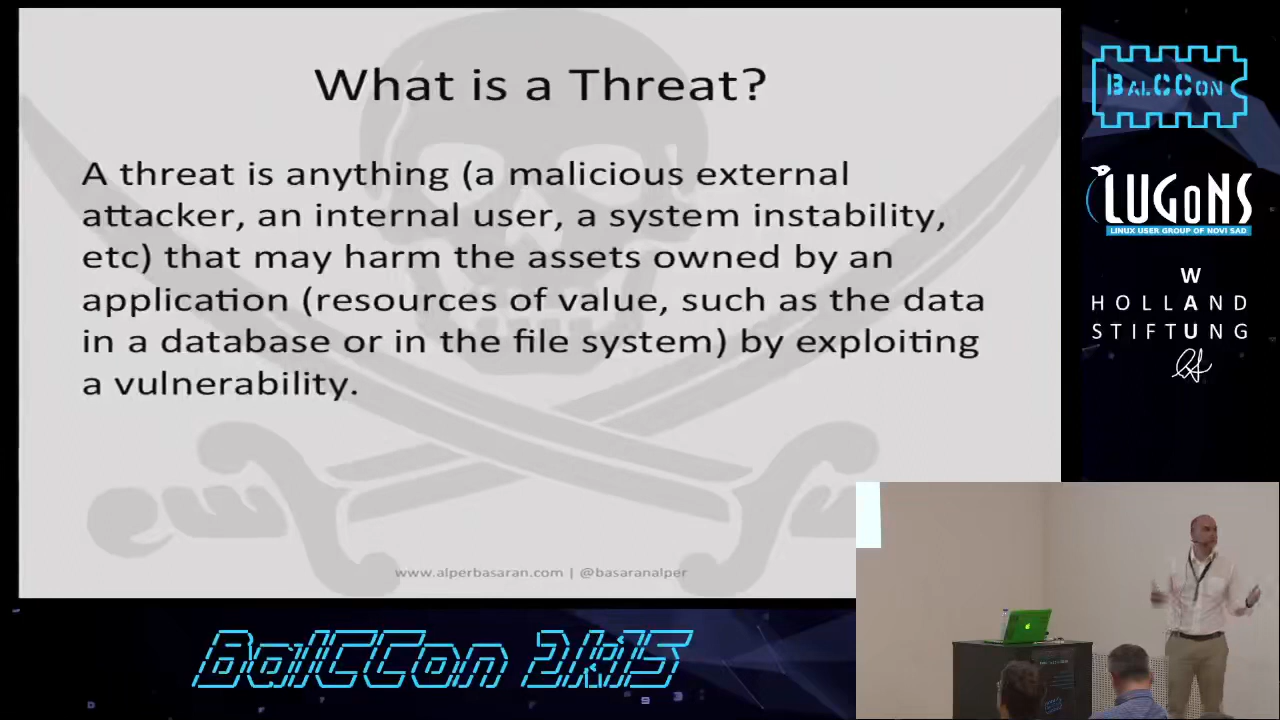 What is a Threat?
A threat is anything (a malicious external
attacker, an internal user, a system instability,
etc) that may harm the assets owned by an
application (resources of value, such as the data
in a database or in the file system) by exploiting
a vulnerability.
www.alperbasaran.com | @basaranalper
BALCCON
LUGoNS
LINUX USER GROUP OF NOVI SAD
W
HOLLAND
STIFTUNG
BalCCon 2k15